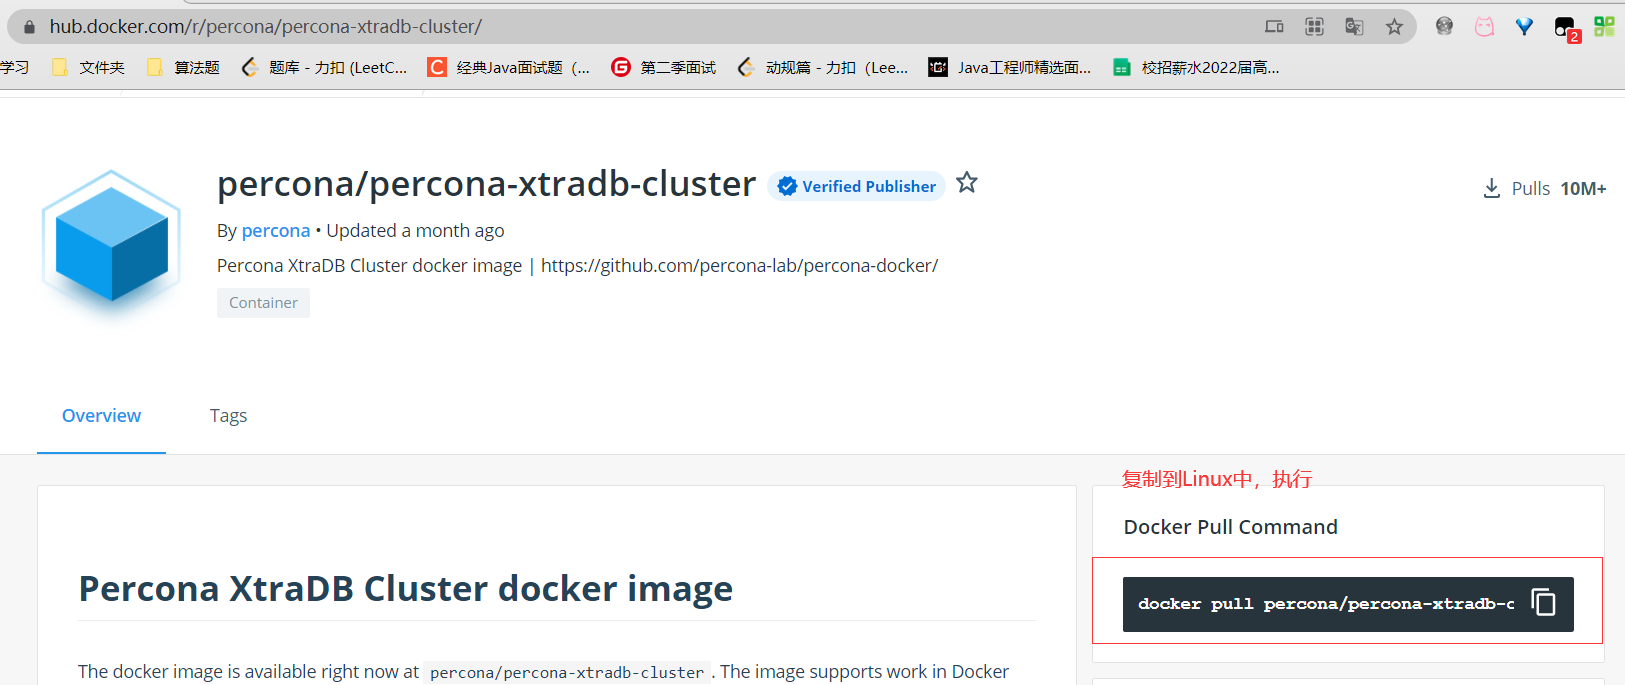 hub.docker.com/r/percona/percona-xtradb-cluster/
2
学习 文件夹 算法题 题库 - 力扣 (LeetC... 经典Java面试题（... 第二季面试 动规篇 - 力扣（Lee... Java工程师精选面... 校招薪水2022届高...
percona/percona-xtradb-cluster Verified Publisher
Pulls 10M+
By percona • Updated a month ago
Percona XtraDB Cluster docker image | https://github.com/percona-lab/percona-docker/
Container
Overview Tags
复制到Linux中，执行
Docker Pull Command
docker pull percona/percona-xtradb-c
Percona XtraDB Cluster docker image
The docker image is available right now at percona/percona-xtradb-cluster. The image supports work in Docker